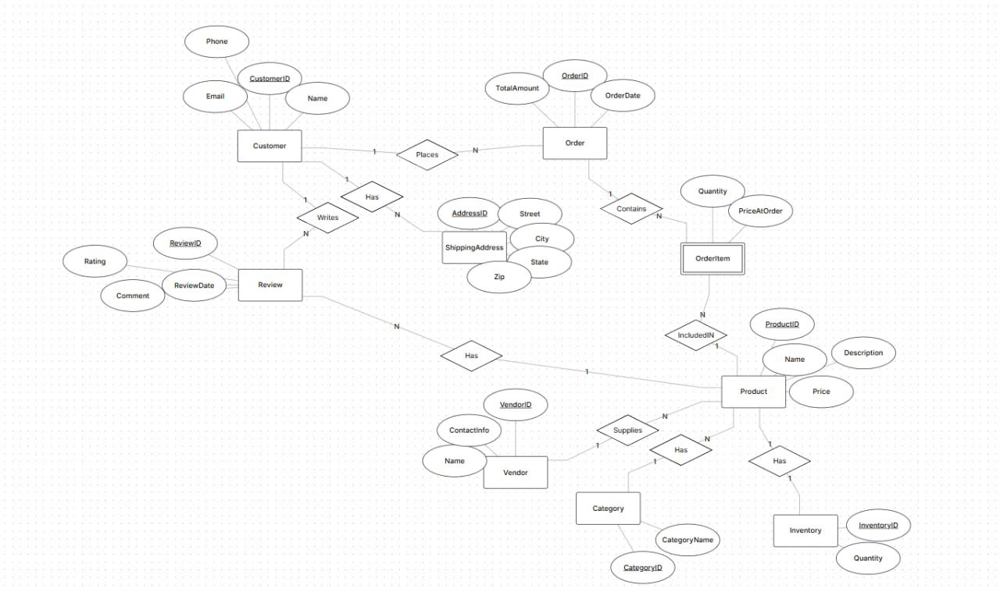 Phone
CustomerID
Email
Name
Customer
1
Places
N
TotalAmount
OrderID
OrderDate
Order
1
Has
N
1
Writes
N
1
Contains
N
Quantity
PriceAtOrder
OrderItem
AddressID
Street
City
ShippingAddress
State
Zip
ReviewID
Rating
ReviewDate
Comment
Review
N
Has
1
N
IncludedIN
1
ProductID
Name
Description
Product
Price
VendorID
ContactInfo
Name
Vendor
N
Supplies
1
N
Has
1
1
Has
1
Category
CategoryName
CategoryID
Inventory
InventoryID
Quantity